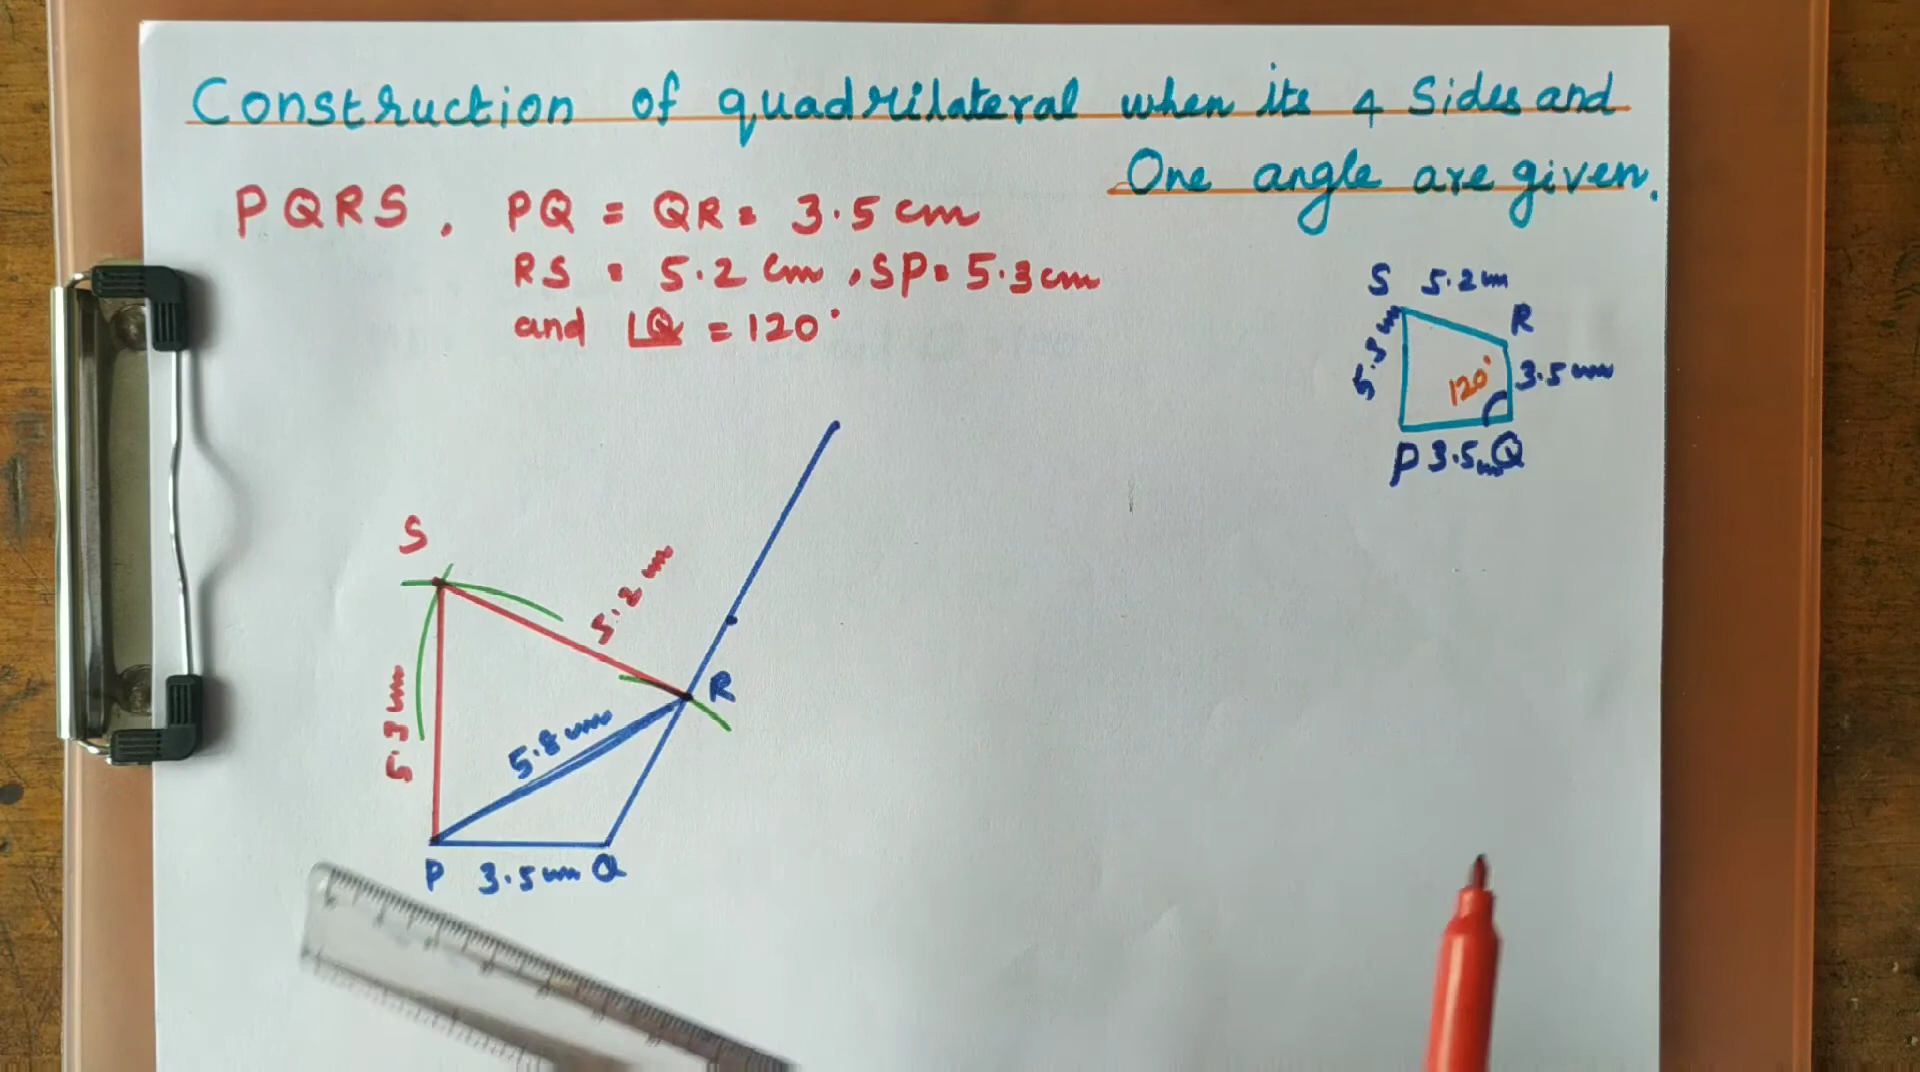 Construction of quadrilateral when its 4 Sides and
One angle are given.
PQRS, PQ = QR = 3.5 cm
RS = 5.2 cm, SP = 5.3 cm
and ∠Q = 120°
S 5.2 cm
R
5.3 cm
120°
3.5 cm
P 3.5 cm Q
S
5.2 cm
R
5.3 cm
5.8 cm
P 3.5 cm Q